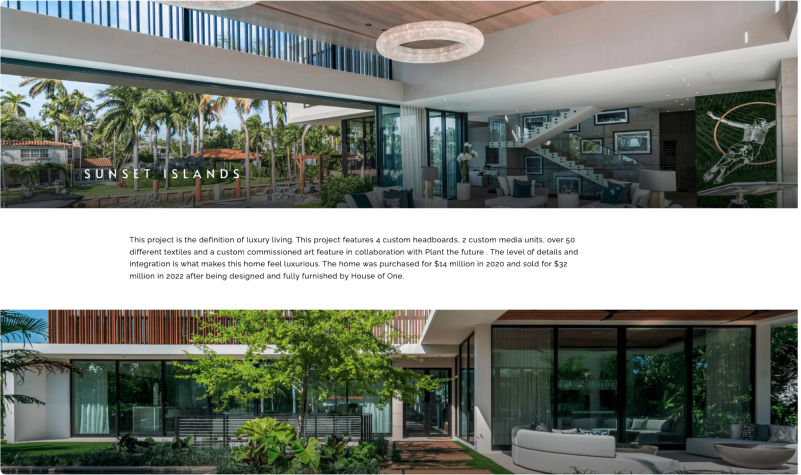 SUNSET ISLANDS
This project is the definition of luxury living. This project features 4 custom headboards, 2 custom media units, over 50
different textiles and a custom commissioned art feature in collaboration with Plant the future . The level of details and
integration is what makes this home feel luxurious. The home was purchased for $14 million in 2020 and sold for $32
million in 2022 after being designed and fully furnished by House of One.